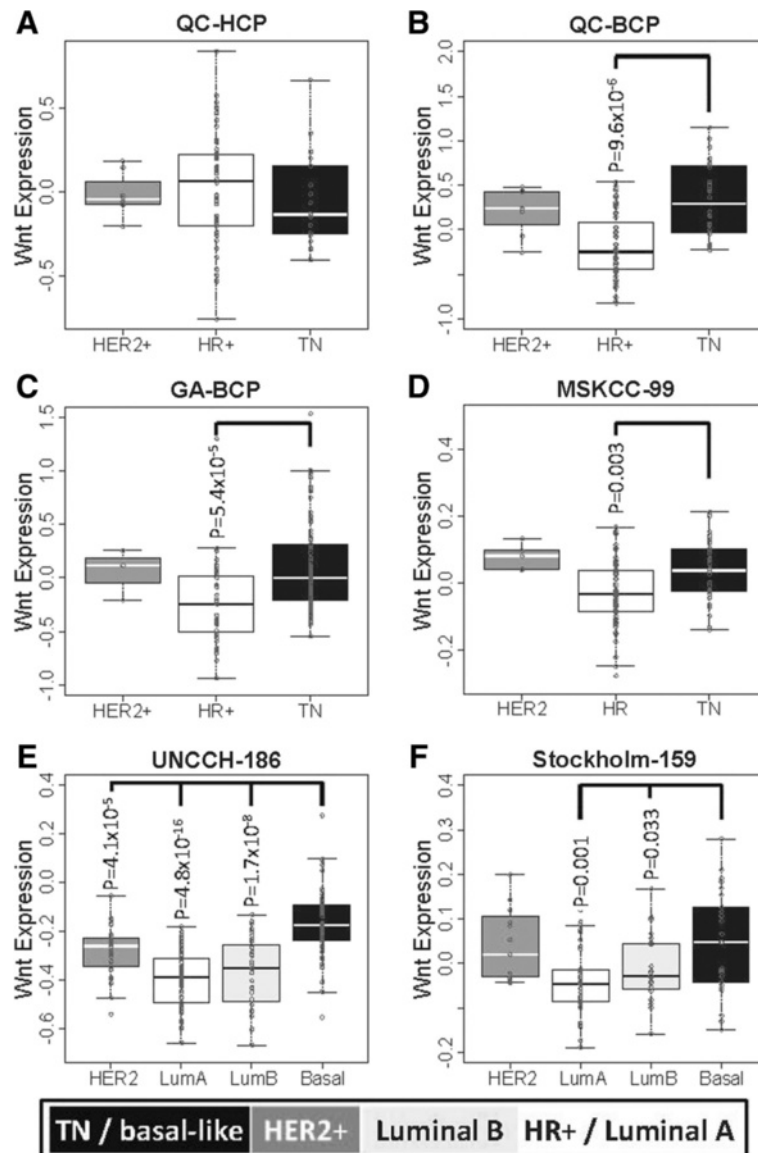 A
QC-HCP
Wnt Expression
0.5
0.0
-0.5
HER2+ HR+ TN
B
QC-BCP
Wnt Expression
2.0
1.5
1.0
0.5
0.0
-1.0
P=9.6x10⁻⁶
HER2+ HR+ TN
C
GA-BCP
Wnt Expression
1.5
1.0
0.5
0.0
-0.5
-1.0
P=5.4x10⁻⁵
HER2+ HR+ TN
D
MSKCC-99
Wnt Expression
0.4
0.2
0.0
-0.2
P=0.003
HER2 HR TN
E
UNCCH-186
Wnt Expression
0.4
0.2
0.0
-0.2
-0.4
-0.6
P=4.1x10⁻⁵
P=4.8x10⁻¹⁶
P=1.7x10⁻⁸
HER2 LumA LumB Basal
F
Stockholm-159
Wnt Expression
0.4
0.3
0.2
0.1
0.0
-0.2
P=0.001
P=0.033
HER2 LumA LumB Basal
TN / basal-like HER2+ Luminal B HR+ / Luminal A